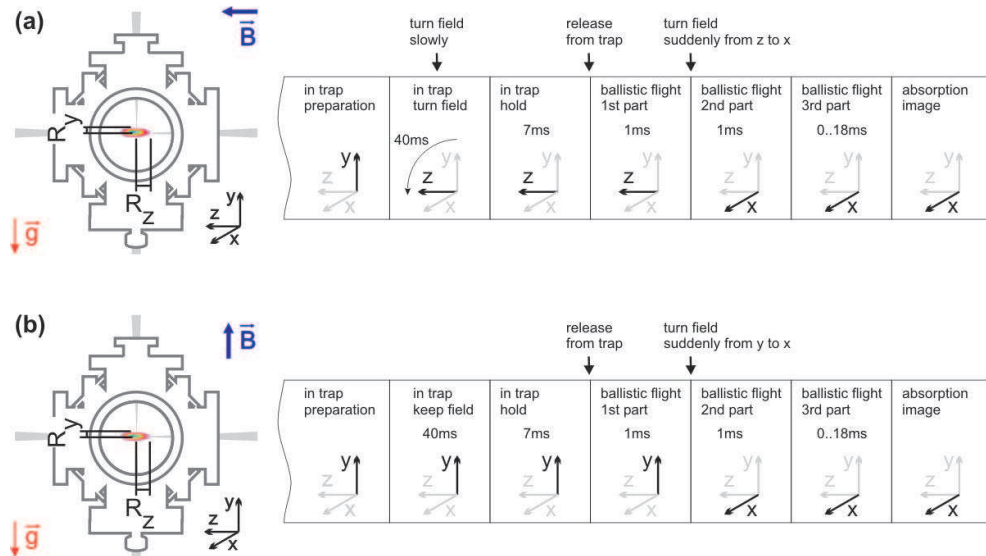 (a)
B
R
y
R
z
g
y
z
x
turn field
slowly
release
from trap
turn field
suddenly from z to x
in trap
preparation
in trap
turn field
in trap
hold
ballistic flight
1st part
ballistic flight
2nd part
ballistic flight
3rd part
absorption
image
40ms
7ms
1ms
1ms
0..18ms
y
z
x
z
y
x
z
y
x
z
y
x
z
y
x
z
y
x
z
y
x
(b)
B
R
y
R
z
g
y
z
x
release
from trap
turn field
suddenly from y to x
in trap
preparation
in trap
keep field
in trap
hold
ballistic flight
1st part
ballistic flight
2nd part
ballistic flight
3rd part
absorption
image
40ms
7ms
1ms
1ms
0..18ms
y
z
x
y
z
x
y
z
x
y
z
x
y
z
x
y
z
x
y
z
x